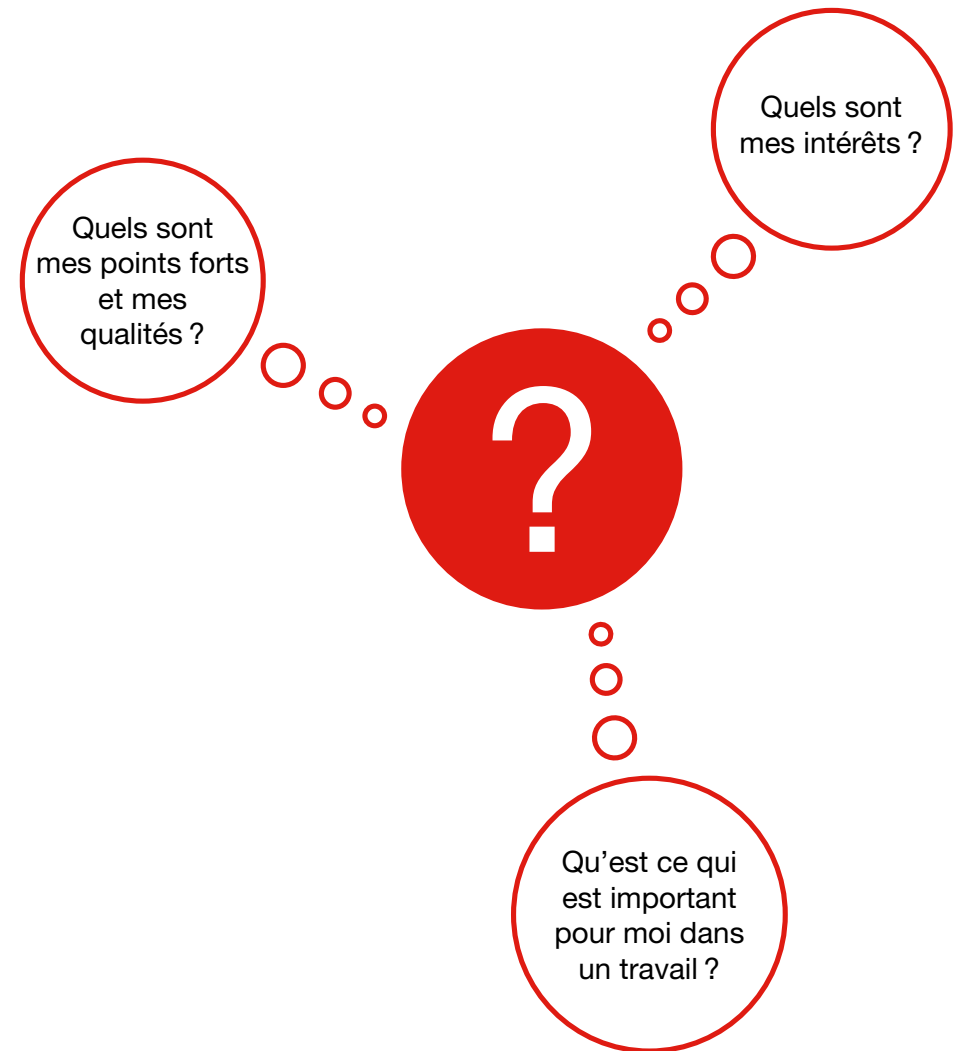 Quels sont
mes intérêts ?
Quels sont
mes points forts
et mes
qualités ?
?
Qu’est ce qui
est important
pour moi dans
un travail ?